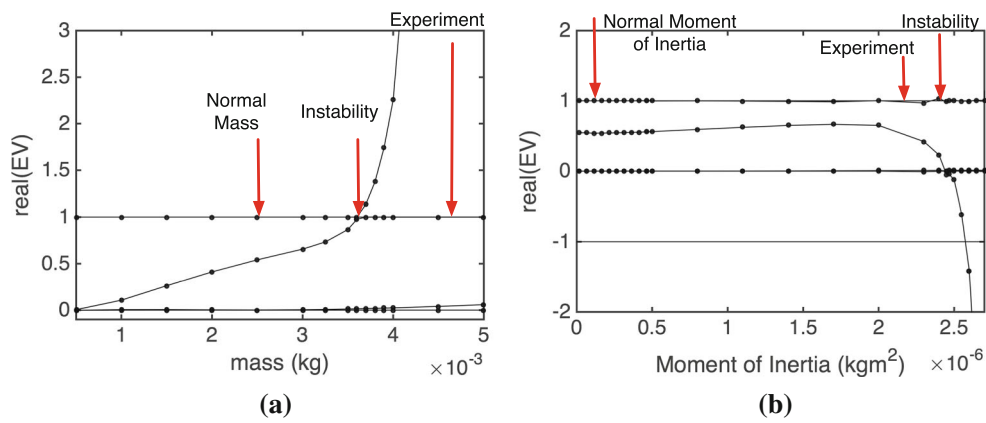 Experiment
3
2.5
2
1.5
1
0.5
0
real(EV)
Normal
Mass
Instability
1
2
3
4
5
mass (kg)
×10⁻³
(a)
Normal Moment
of Inertia
Instability
Experiment
2
1
0
-1
-2
real(EV)
0
0.5
1
1.5
2
2.5
Moment of Inertia (kgm²)
×10⁻⁶
(b)